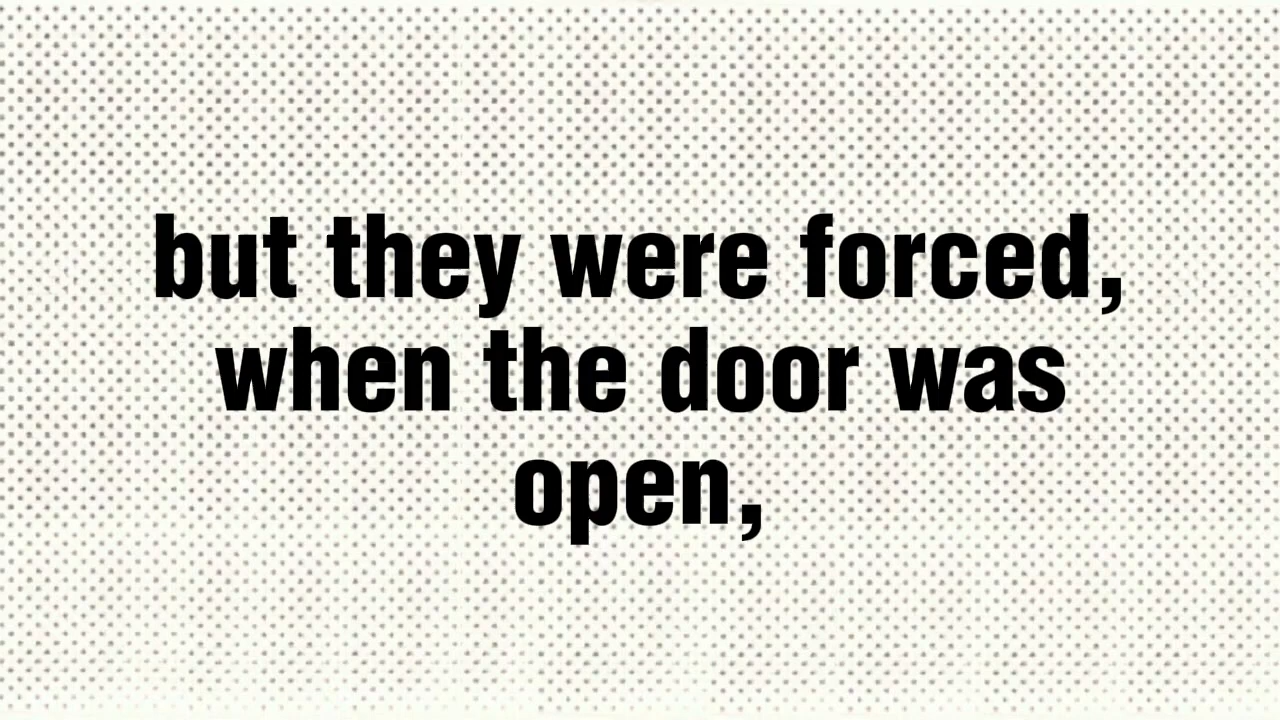 but they were forced,
when the door was
open,